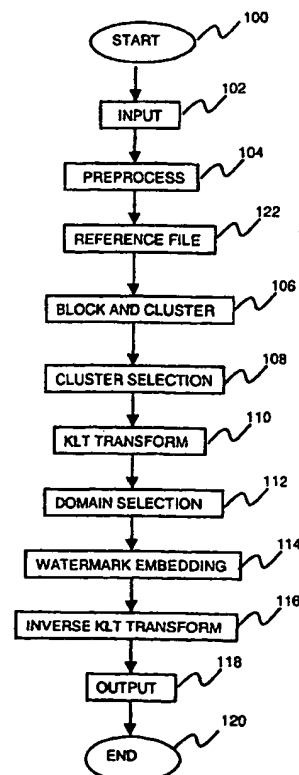 100
START
102
INPUT
104
PREPROCESS
122
REFERENCE FILE
106
BLOCK AND CLUSTER
108
CLUSTER SELECTION
110
KLT TRANSFORM
112
DOMAIN SELECTION
114
WATERMARK EMBEDDING
116
INVERSE KLT TRANSFORM
118
OUTPUT
120
END